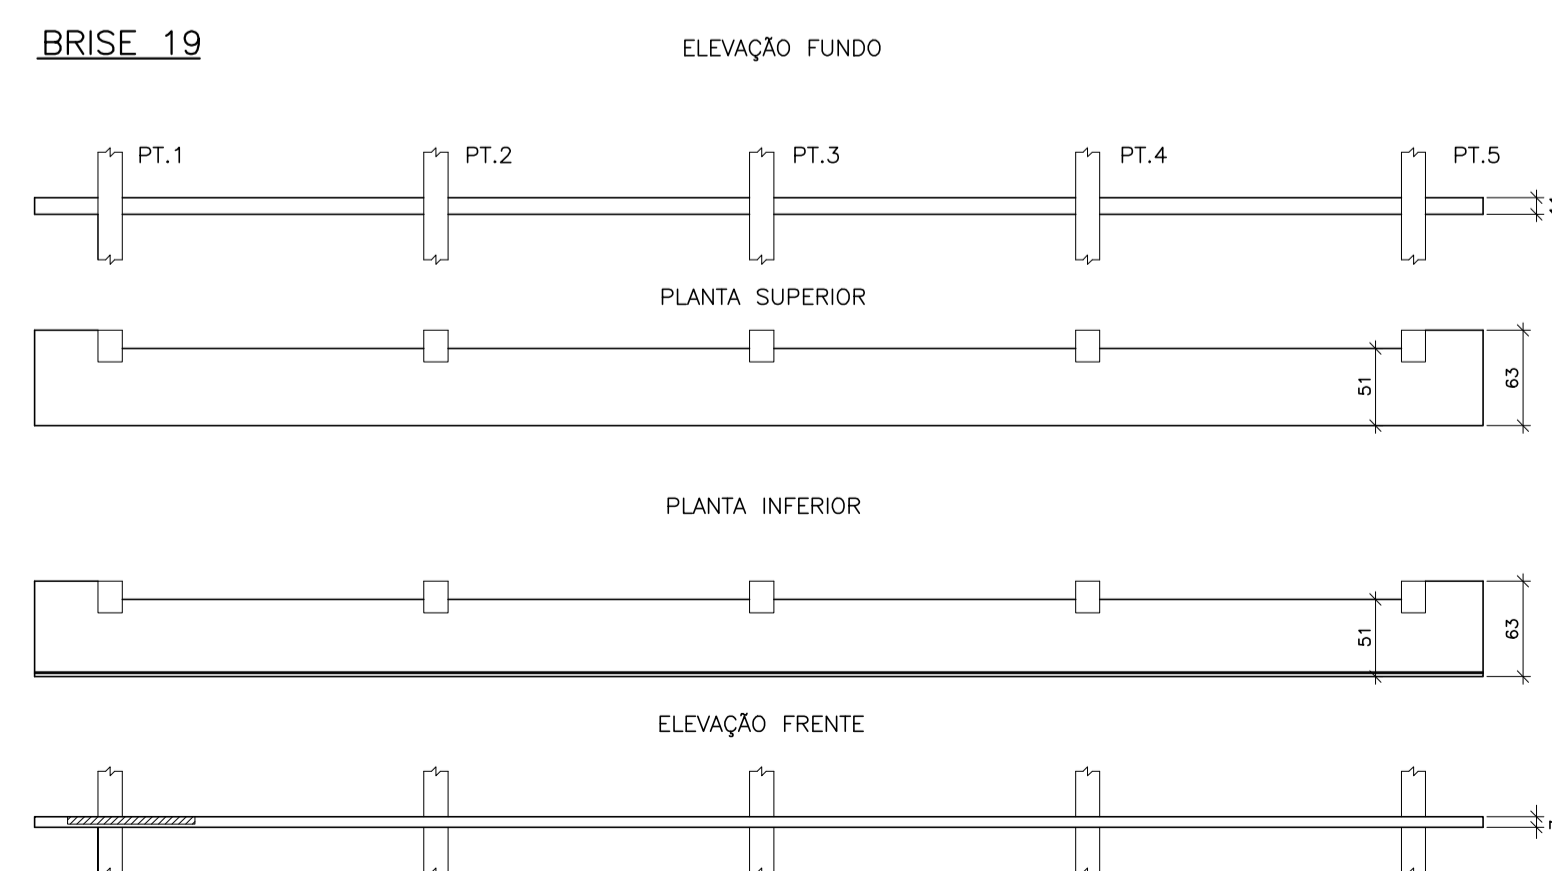 BRISE 19
ELEVAÇÃO FUNDO
PT.1
PT.2
PT.3
PT.4
PT.5
PLANTA SUPERIOR
51
63
PLANTA INFERIOR
51
63
ELEVAÇÃO FRENTE